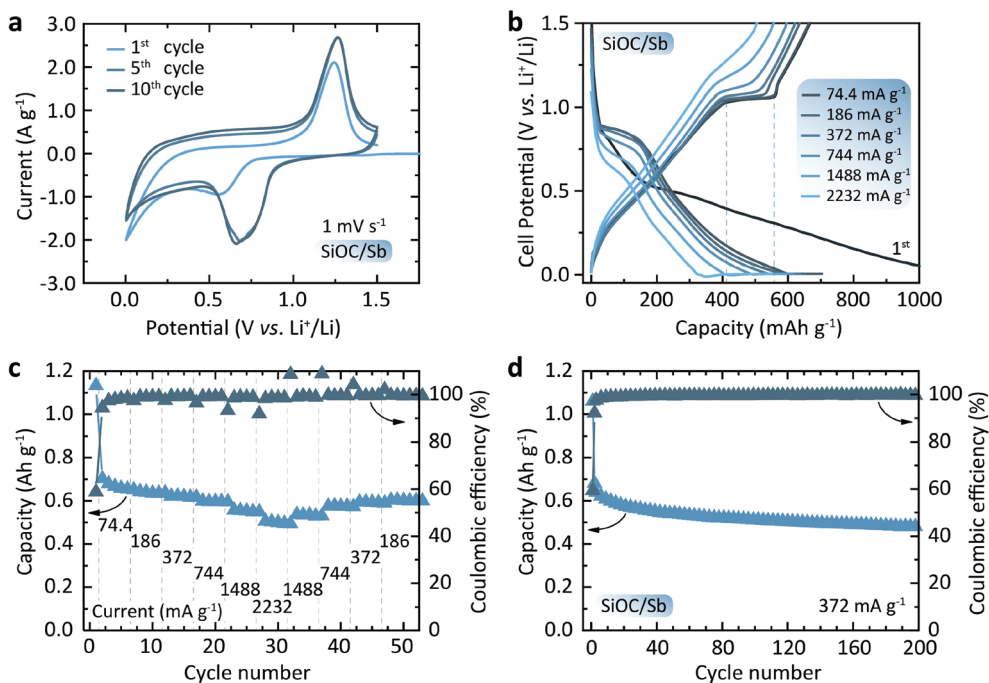 a
3.0
2.0
1.0
0.0
-1.0
-2.0
-3.0
Current (A g⁻¹)
1ˢᵗ cycle
5ᵗʰ cycle
10ᵗʰ cycle
1 mV s⁻¹
SiOC/Sb
0.0 0.5 1.0 1.5
Potential (V vs. Li⁺/Li)
b
1.5
1.0
0.5
0.0
Cell Potential (V vs. Li⁺/Li)
SiOC/Sb
74.4 mA g⁻¹
186 mA g⁻¹
372 mA g⁻¹
744 mA g⁻¹
1488 mA g⁻¹
2232 mA g⁻¹
1ˢᵗ
0 200 400 600 800 1000
Capacity (mAh g⁻¹)
c
1.2
1.0
0.8
0.6
0.4
0.2
0.0
Capacity (Ah g⁻¹)
74.4
186
372
744
1488
2232
1488
744
372
186
Current (mA g⁻¹)
100
80
60
40
20
0
Coulombic efficiency (%)
0 10 20 30 40 50
Cycle number
d
1.2
1.0
0.8
0.6
0.4
0.2
0.0
Capacity (Ah g⁻¹)
SiOC/Sb
372 mA g⁻¹
100
80
60
40
20
0
Coulombic efficiency (%)
0 40 80 120 160 200
Cycle number